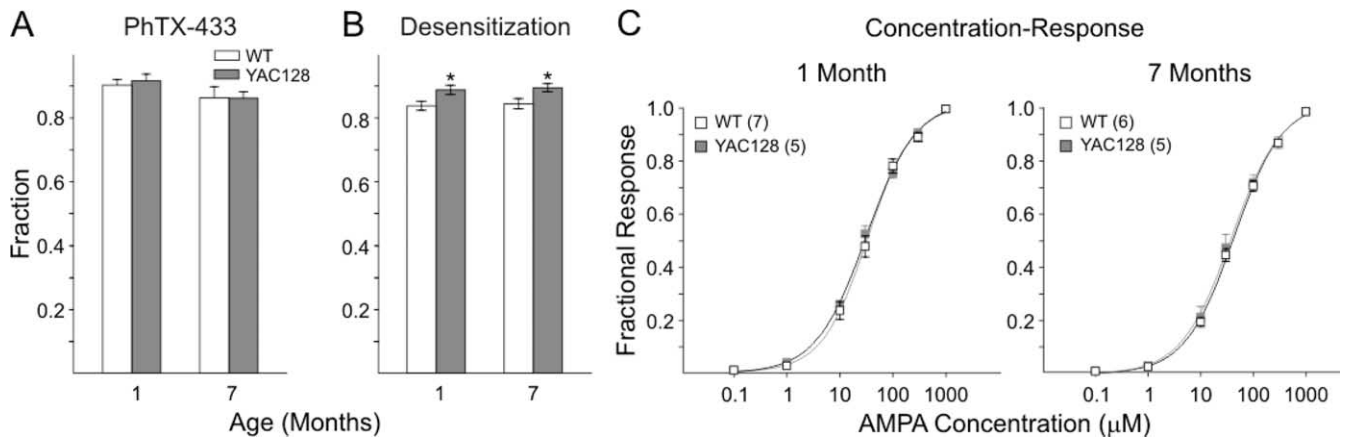 A
PhTX-433
WT
YAC128
Fraction
0.8
0.6
0.4
0.2
1
7
B
Desensitization
*
*
0.8
0.6
0.4
0.2
1
7
Age (Months)
C
Concentration-Response
1 Month
WT (7)
YAC128 (5)
Fractional Response
1.0
0.8
0.6
0.4
0.2
0.1
1
10
100
1000
7 Months
WT (6)
YAC128 (5)
1.0
0.8
0.6
0.4
0.2
0.1
1
10
100
1000
AMPA Concentration (μM)